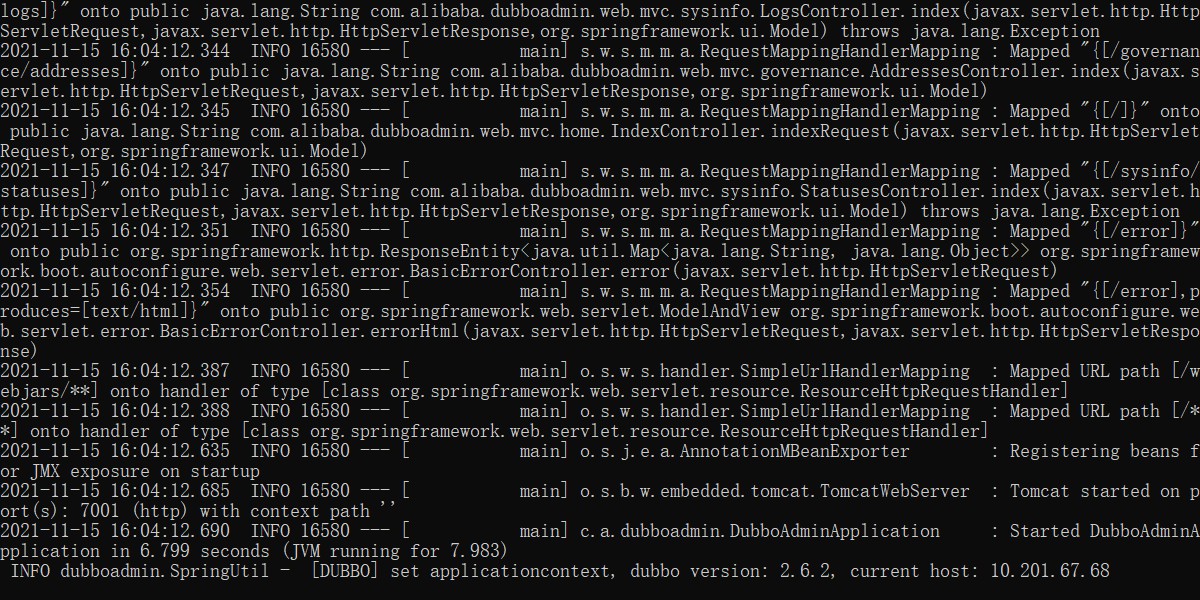 logs]}" onto public java.lang.String com.alibaba.dubboadmin.web.mvc.sysinfo.LogsController.index(javax.servlet.http.Http
ServletRequest,javax.servlet.http.HttpServletResponse,org.springframework.ui.Model) throws java.lang.Exception
2021-11-15 16:04:12.344  INFO 16580 --- [           main] s.w.s.m.m.a.RequestMappingHandlerMapping : Mapped "{[/governan
ce/addresses]}" onto public java.lang.String com.alibaba.dubboadmin.web.mvc.governance.AddressesController.index(javax.s
ervlet.http.HttpServletRequest,javax.servlet.http.HttpServletResponse,org.springframework.ui.Model)
2021-11-15 16:04:12.345  INFO 16580 --- [           main] s.w.s.m.m.a.RequestMappingHandlerMapping : Mapped "{[/]}" onto
 public java.lang.String com.alibaba.dubboadmin.web.mvc.home.IndexController.indexRequest(javax.servlet.http.HttpServlet
Request,org.springframework.ui.Model)
2021-11-15 16:04:12.347  INFO 16580 --- [           main] s.w.s.m.m.a.RequestMappingHandlerMapping : Mapped "{[/sysinfo/
statuses]}" onto public java.lang.String com.alibaba.dubboadmin.web.mvc.sysinfo.StatusesController.index(javax.servlet.h
ttp.HttpServletRequest,javax.servlet.http.HttpServletResponse,org.springframework.ui.Model) throws java.lang.Exception
2021-11-15 16:04:12.351  INFO 16580 --- [           main] s.w.s.m.m.a.RequestMappingHandlerMapping : Mapped "{[/error]}"
 onto public org.springframework.http.ResponseEntity<java.util.Map<java.lang.String, java.lang.Object>> org.springframew
ork.boot.autoconfigure.web.servlet.error.BasicErrorController.error(javax.servlet.http.HttpServletRequest)
2021-11-15 16:04:12.354  INFO 16580 --- [           main] s.w.s.m.m.a.RequestMappingHandlerMapping : Mapped "{[/error],p
roduces=[text/html]}" onto public org.springframework.web.servlet.ModelAndView org.springframework.boot.autoconfigure.we
b.servlet.error.BasicErrorController.errorHtml(javax.servlet.http.HttpServletRequest,javax.servlet.http.HttpServletRespo
nse)
2021-11-15 16:04:12.387  INFO 16580 --- [           main] o.s.w.s.handler.SimpleUrlHandlerMapping  : Mapped URL path [/w
ebjars/**] onto handler of type [class org.springframework.web.servlet.resource.ResourceHttpRequestHandler]
2021-11-15 16:04:12.388  INFO 16580 --- [           main] o.s.w.s.handler.SimpleUrlHandlerMapping  : Mapped URL path [/*
*] onto handler of type [class org.springframework.web.servlet.resource.ResourceHttpRequestHandler]
2021-11-15 16:04:12.635  INFO 16580 --- [           main] o.s.j.e.a.AnnotationMBeanExporter        : Registering beans f
or JMX exposure on startup
2021-11-15 16:04:12.685  INFO 16580 --- [           main] o.s.b.w.embedded.tomcat.TomcatWebServer  : Tomcat started on p
ort(s): 7001 (http) with context path ''
2021-11-15 16:04:12.690  INFO 16580 --- [           main] c.a.dubboadmin.DubboAdminApplication     : Started DubboAdminA
pplication in 6.799 seconds (JVM running for 7.983)
 INFO dubboadmin.SpringUtil -  [DUBBO] set applicationcontext, dubbo version: 2.6.2, current host: 10.201.67.68